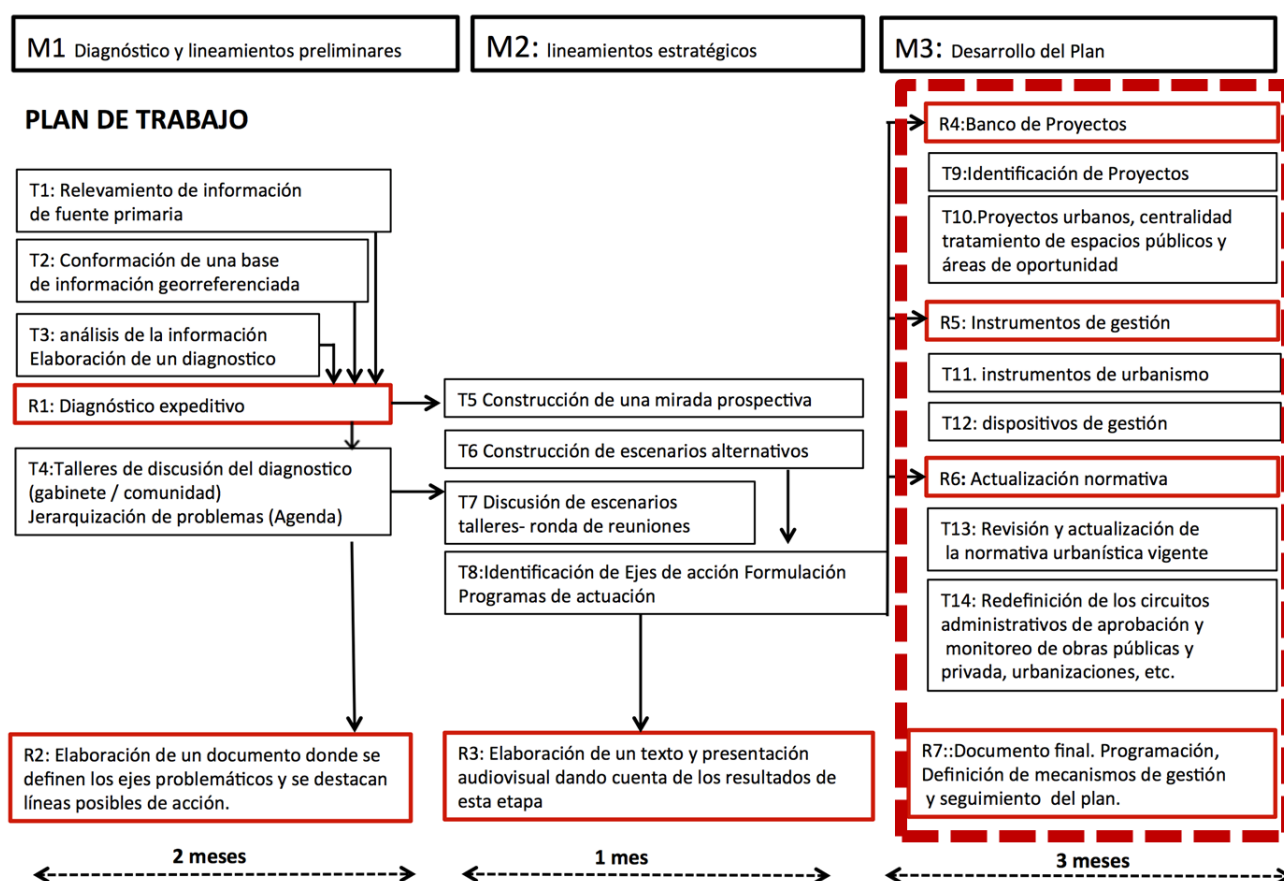 M1 Diagnóstico y lineamientos preliminares
M2: lineamientos estratégicos
M3: Desarrollo del Plan
PLAN DE TRABAJO
T1: Relevamiento de información
de fuente primaria
T2: Conformación de una base
de información georreferenciada
T3: análisis de la información
Elaboración de un diagnostico
R1: Diagnóstico expeditivo
T4:Talleres de discusión del diagnostico
(gabinete / comunidad)
Jerarquización de problemas (Agenda)
R2: Elaboración de un documento donde se
definen los ejes problemáticos y se destacan
líneas posibles de acción.
2 meses
T5 Construcción de una mirada prospectiva
T6 Construcción de escenarios alternativos
T7 Discusión de escenarios
talleres- ronda de reuniones
T8:Identificación de Ejes de acción Formulación
Programas de actuación
R3: Elaboración de un texto y presentación
audiovisual dando cuenta de los resultados de
esta etapa
1 mes
R4:Banco de Proyectos
T9:Identificación de Proyectos
T10.Proyectos urbanos, centralidad
tratamiento de espacios públicos y
áreas de oportunidad
R5: Instrumentos de gestión
T11. instrumentos de urbanismo
T12: dispositivos de gestión
R6: Actualización normativa
T13: Revisión y actualización de
la normativa urbanística vigente
T14: Redefinición de los circuitos
administrativos de aprobación y
monitoreo de obras públicas y
privada, urbanizaciones, etc.
R7::Documento final. Programación,
Definición de mecanismos de gestión
y seguimiento del plan.
3 meses